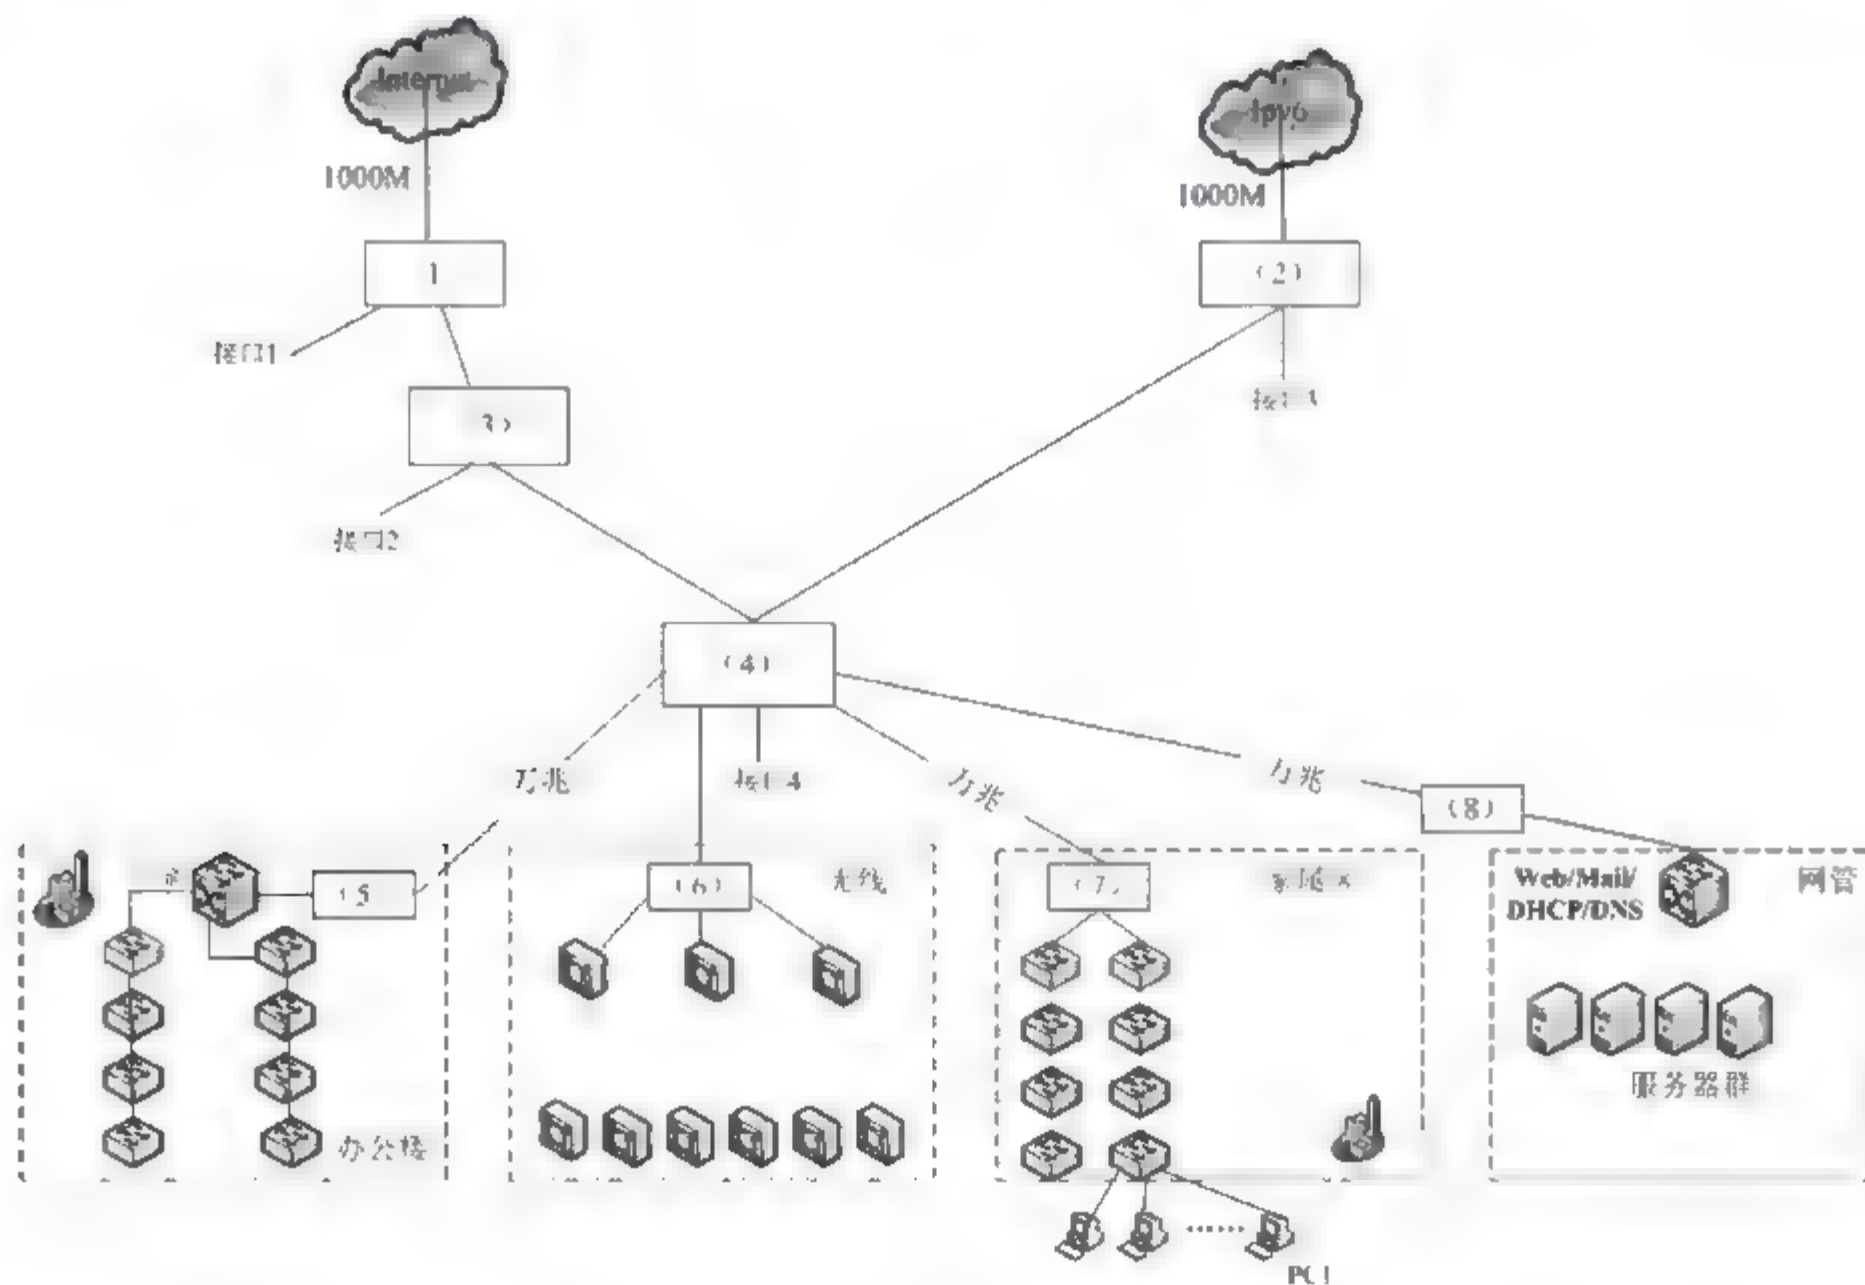 Internet
Ipv6
1000M
1000M
1
(2)
接口1
3)
接口2
(4)
万兆
万兆
万兆
(8)
(5
(6)
(7)
Web/Mail/
DHCP/DNS
网管
服务器群
办公楼
PC1